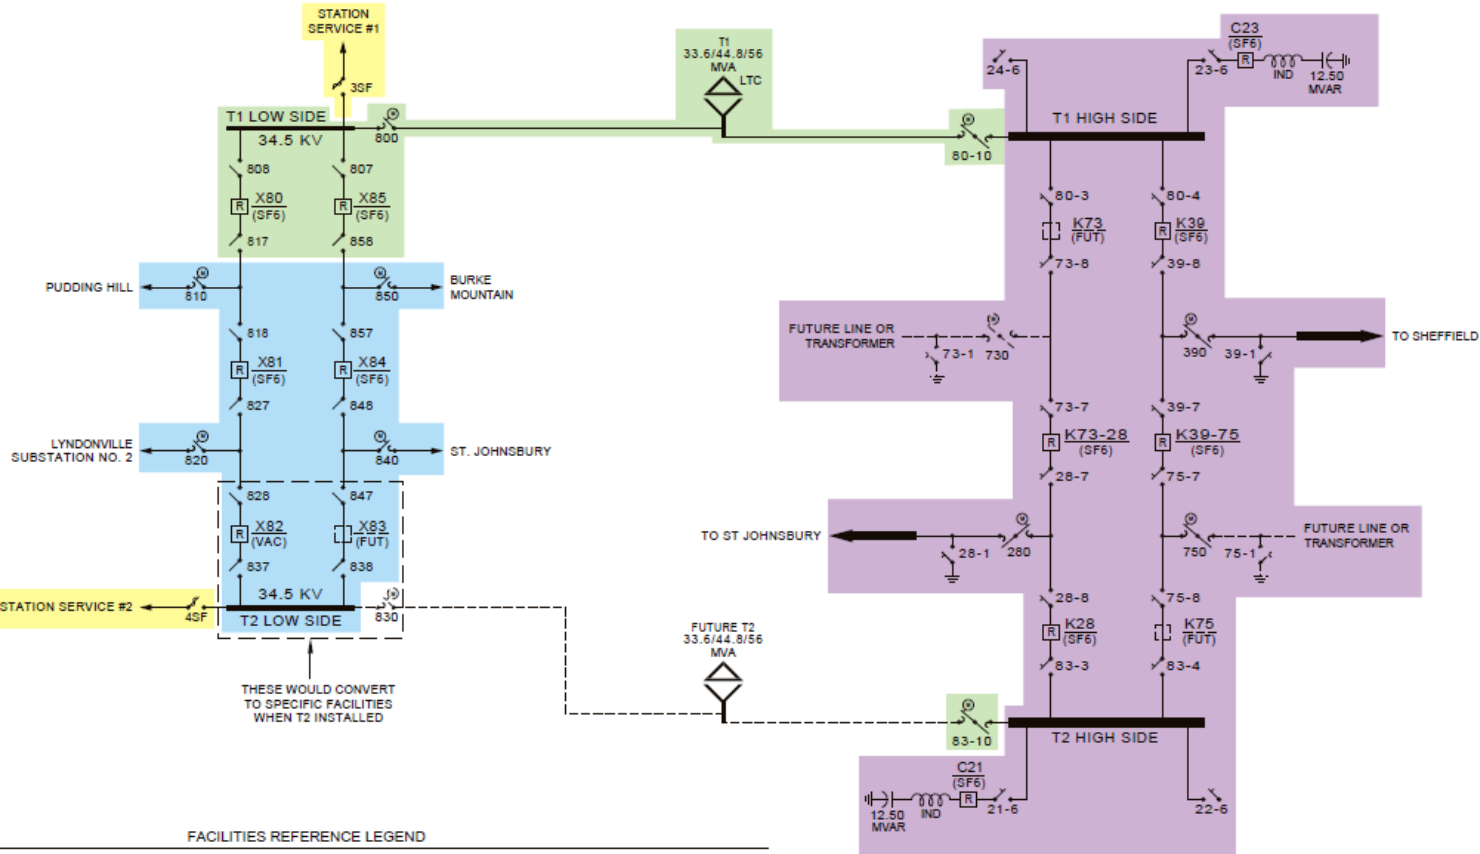 STATION
SERVICE #1
3SF
T1 LOW SIDE
34.5 KV
800
808
807
R
X80
(SF6)
R
X85
(SF6)
817
858
PUDDING HILL
810
850
BURKE
MOUNTAIN
818
857
R
X81
(SF6)
R
X84
(SF6)
827
848
LYNDONVILLE
SUBSTATION NO. 2
820
840
ST. JOHNSBURY
828
847
R
X82
(VAC)
X83
(FUT)
837
838
34.5 KV
STATION SERVICE #2
4SF
T2 LOW SIDE
830
THESE WOULD CONVERT
TO SPECIFIC FACILITIES
WHEN T2 INSTALLED
T1
33.6/44.8/56
MVA
LTC
80-10
FUTURE T2
33.6/44.8/56
MVA
83-10
24-6
23-6
C23
(SF6)
R
IND
12.50
MVAR
T1 HIGH SIDE
80-3
80-4
K73
(FUT)
R
K39
(SF6)
73-8
39-8
FUTURE LINE OR
TRANSFORMER
73-1
730
390
39-1
TO SHEFFIELD
73-7
39-7
R
K73-28
(SF6)
R
K39-75
(SF6)
28-7
75-7
TO ST JOHNSBURY
28-1
280
750
75-1
FUTURE LINE OR
TRANSFORMER
28-8
75-8
R
K28
(SF6)
K75
(FUT)
83-3
83-4
T2 HIGH SIDE
C21
(SF6)
R
12.50
MVAR
IND
21-6
22-6
FACILITIES REFERENCE LEGEND